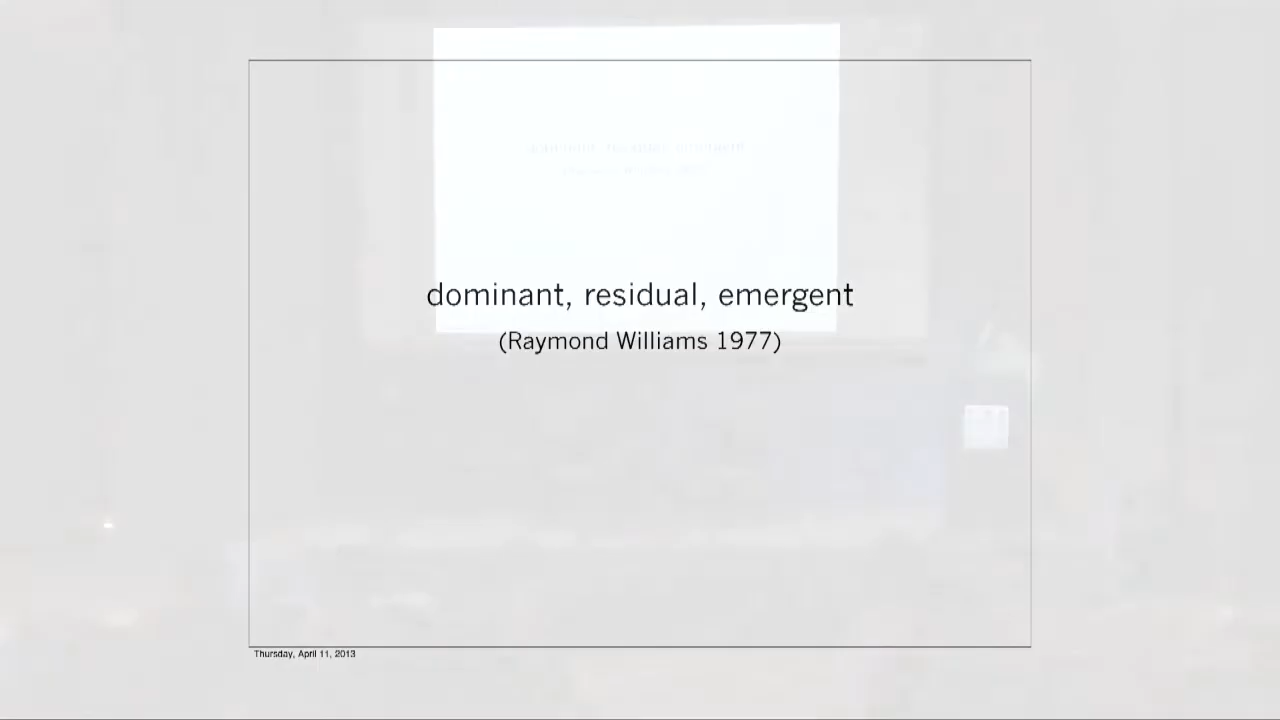 dominant, residual, emergent
(Raymond Williams 1977)
Thursday, April 11, 2013